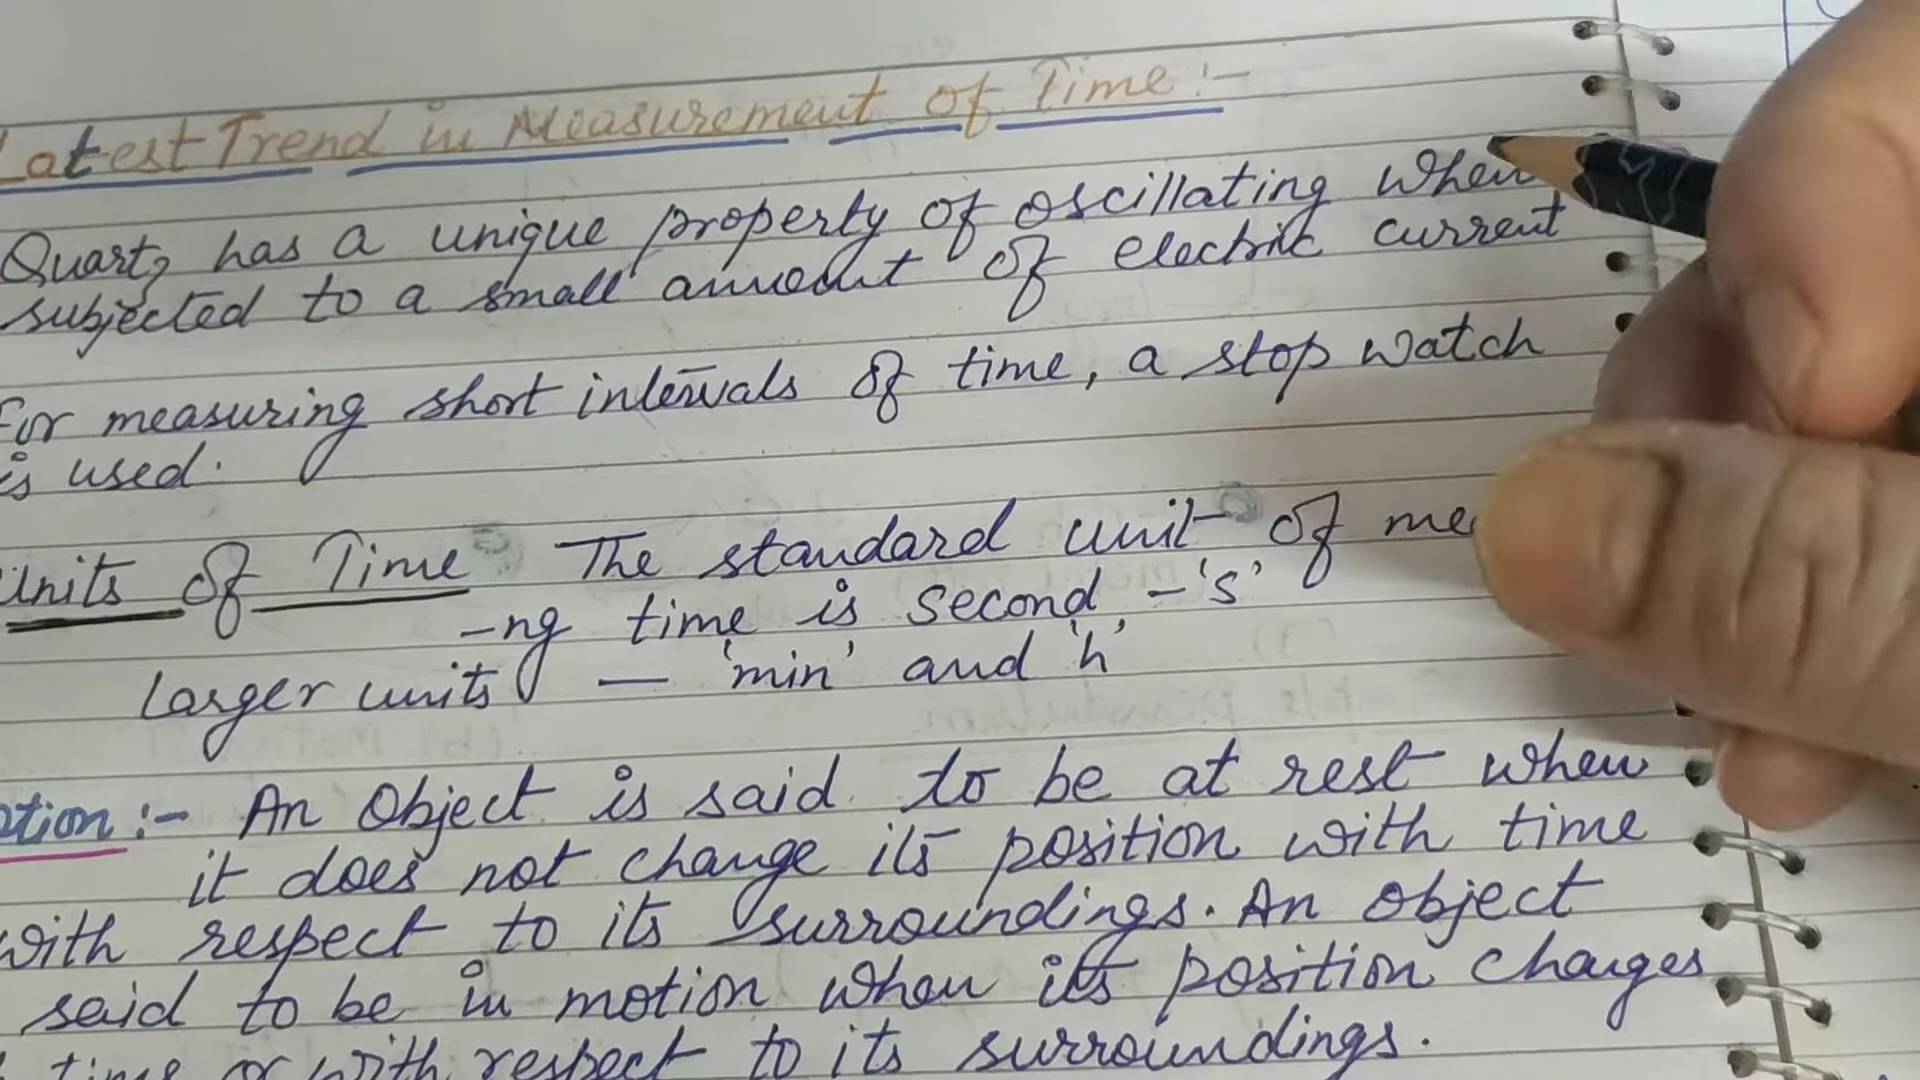 Latest Trend in Measurement of Time :-
Quartz has a unique property of oscillating when
subjected to a small amount of electric current
For measuring short intervals of time, a stop watch
is used.
Units of Time The standard unit of me
-ng time is second - 's'
larger units — 'min' and 'h'
otion :- An Object is said to be at rest when
it does not change its position with time
with respect to its surroundings. An object
said to be in motion when its position changes
time or with respect to its surroundings.